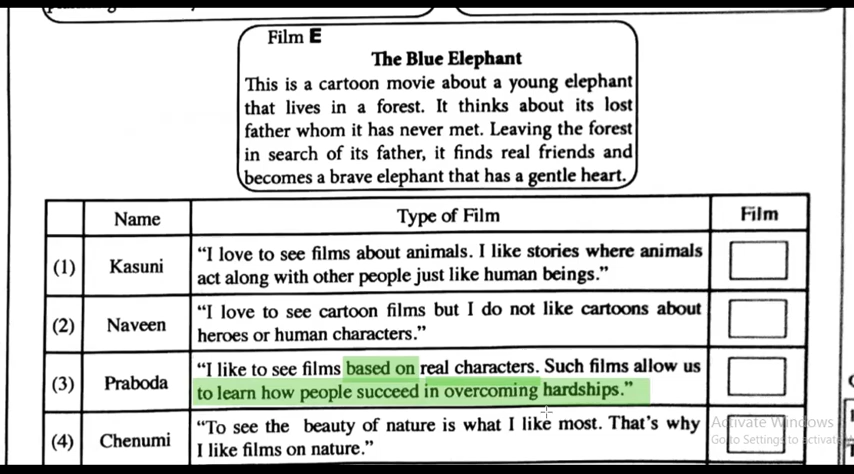 Film E
The Blue Elephant
This is a cartoon movie about a young elephant
that lives in a forest. It thinks about its lost
father whom it has never met. Leaving the forest
in search of its father, it finds real friends and
becomes a brave elephant that has a gentle heart.
Name Type of Film Film
(1) Kasuni "I love to see films about animals. I like stories where animals
act along with other people just like human beings."
(2) Naveen "I love to see cartoon films but I do not like cartoons about
heroes or human characters."
(3) Praboda "I like to see films based on real characters. Such films allow us
to learn how people succeed in overcoming hardships."
(4) Chenumi "To see the beauty of nature is what I like most. That's why
I like films on nature."
Activate Windows
Go to Settings to activate